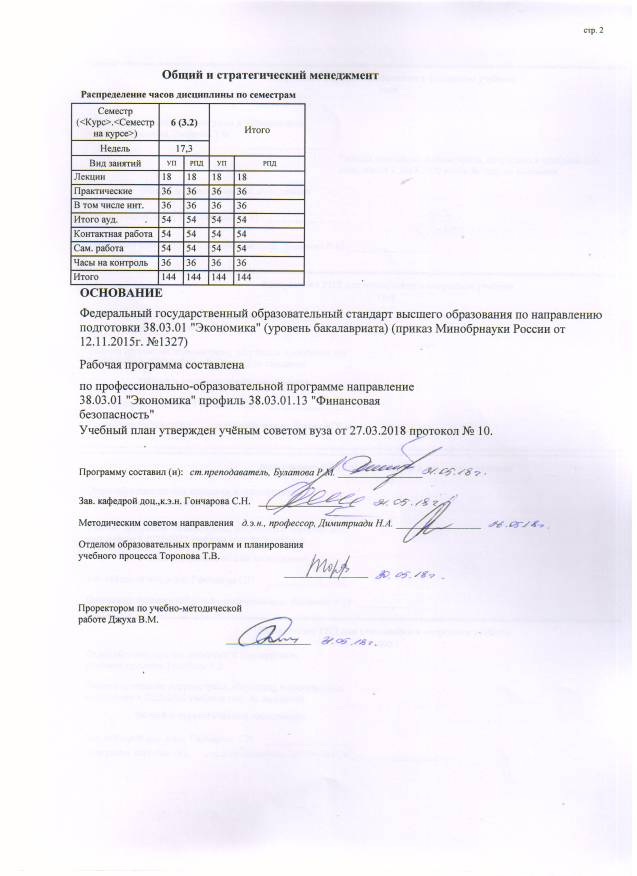 стр. 2
Общий и стратегический менеджмент
Распределение часов дисциплины по семестрам
Семестр (<Курс>.<Семестр на курсе>) 6 (3.2) Итого
Недель 17,3
Вид занятий УП РПД УП РПД
Лекции 18 18 18 18
Практические 36 36 36 36
В том числе инт. 36 36 36 36
Итого ауд. 54 54 54 54
Контактная работа 54 54 54 54
Сам. работа 54 54 54 54
Часы на контроль 36 36 36 36
Итого 144 144 144 144
ОСНОВАНИЕ
Федеральный государственный образовательный стандарт высшего образования по направлению
подготовки 38.03.01 "Экономика" (уровень бакалавриата) (приказ Минобрнауки России от
12.11.2015г. №1327)
Рабочая программа составлена
по профессионально-образовательной программе направление
38.03.01 "Экономика" профиль 38.03.01.13 "Финансовая
безопасность"
Учебный план утвержден учёным советом вуза от 27.03.2018 протокол № 10.
Программу составил (и): ст.преподаватель, Булатова Р.М.
Зав. кафедрой доц.,к.э.н. Гончарова С.Н.
Методическим советом направления д.э.н., профессор, Димитриади Н.А.
Отделом образовательных программ и планирования
учебного процесса Торопова Т.В.
30.05.18г.
Проректором по учебно-методической
работе Джуха В.М.
31.05.18г.